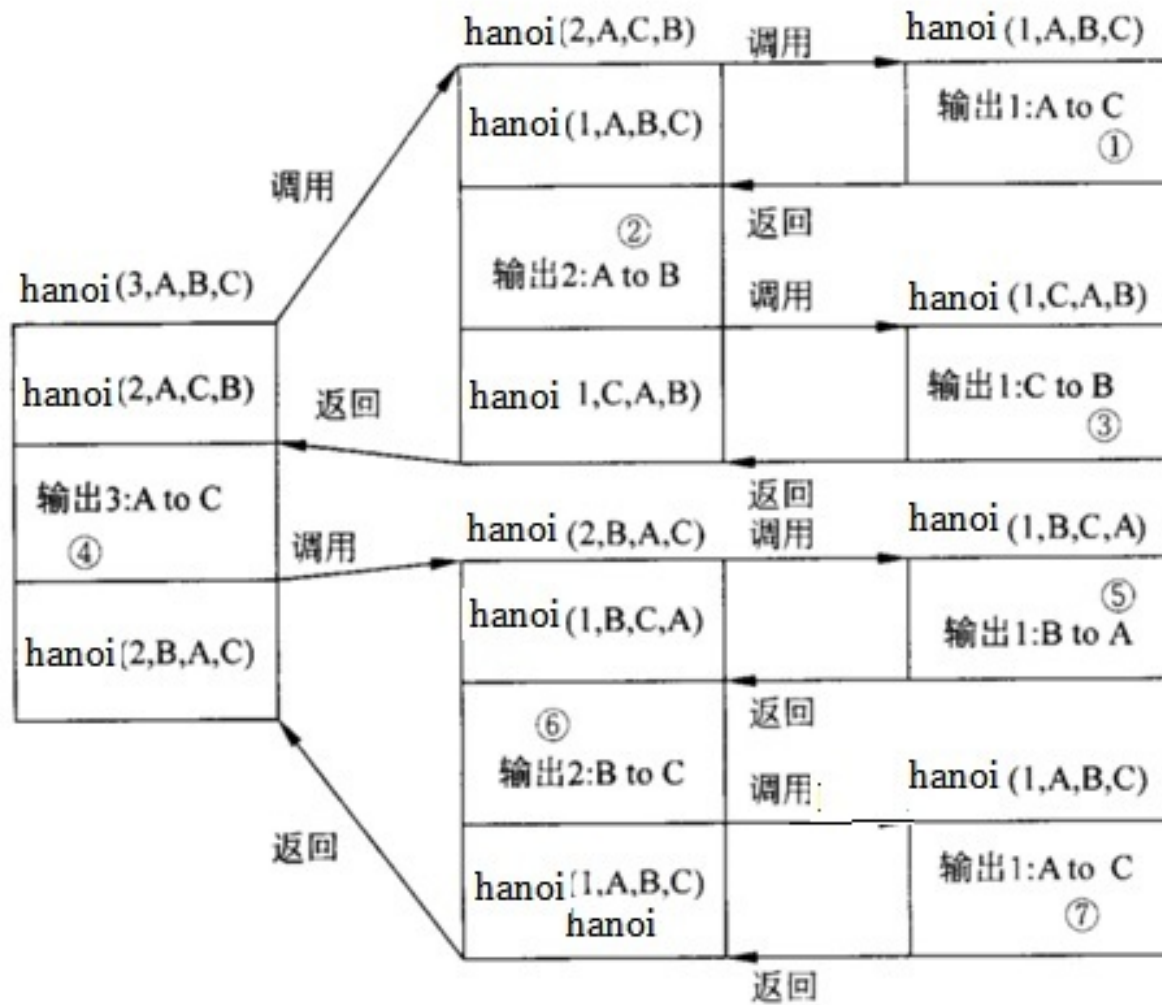 hanoi(2,A,C,B)
调用
hanoi (1,A,B,C)
hanoi(1,A,B,C)
输出1:A to C
①
调用
返回
②
输出2:A to B
调用
hanoi (1,C,A,B)
hanoi(3,A,B,C)
hanoi(2,A,C,B)
返回
hanoi 1,C,A,B)
输出1:C to B
③
返回
输出3:A to C
④
调用
hanoi (2,B,A,C)
调用
hanoi (1,B,C,A)
hanoi(1,B,C,A)
⑤
输出1:B to A
hanoi(2,B,A,C)
返回
⑥
输出2:B to C
调用
hanoi (1,A,B,C)
返回
hanoi(1,A,B,C)
hanoi
输出1:A to C
⑦
返回